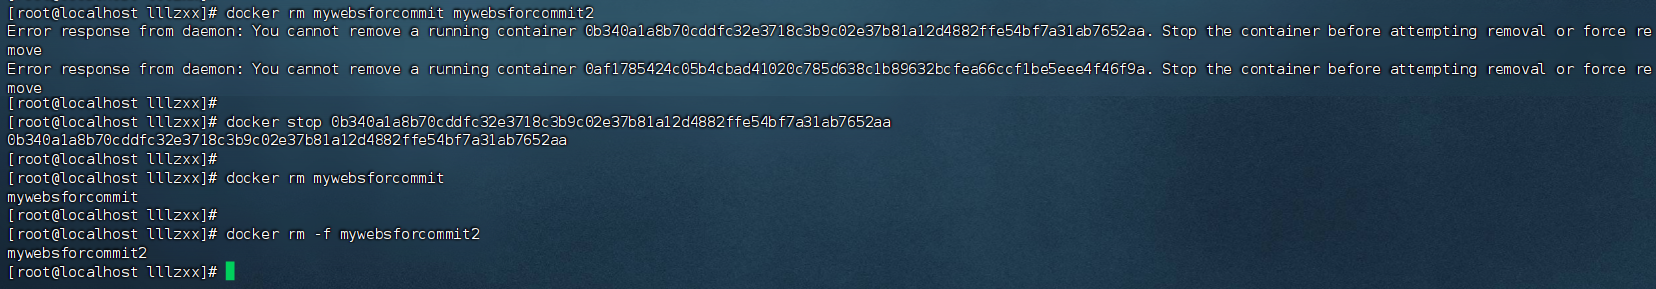 [root@localhost lllzxx]# docker rm mywebsforcommit mywebsforcommit2
Error response from daemon: You cannot remove a running container 0b340a1a8b70cddfc32e3718c3b9c02e37b81a12d4882ffe54bf7a31ab7652aa. Stop the container before attempting removal or force re
move
Error response from daemon: You cannot remove a running container 0af1785424c05b4cbad41020c785d638c1b89632bcfea66ccf1be5eee4f46f9a. Stop the container before attempting removal or force re
move
[root@localhost lllzxx]#
[root@localhost lllzxx]# docker stop 0b340a1a8b70cddfc32e3718c3b9c02e37b81a12d4882ffe54bf7a31ab7652aa
0b340a1a8b70cddfc32e3718c3b9c02e37b81a12d4882ffe54bf7a31ab7652aa
[root@localhost lllzxx]#
[root@localhost lllzxx]# docker rm mywebsforcommit
mywebsforcommit
[root@localhost lllzxx]#
[root@localhost lllzxx]# docker rm -f mywebsforcommit2
mywebsforcommit2
[root@localhost lllzxx]#